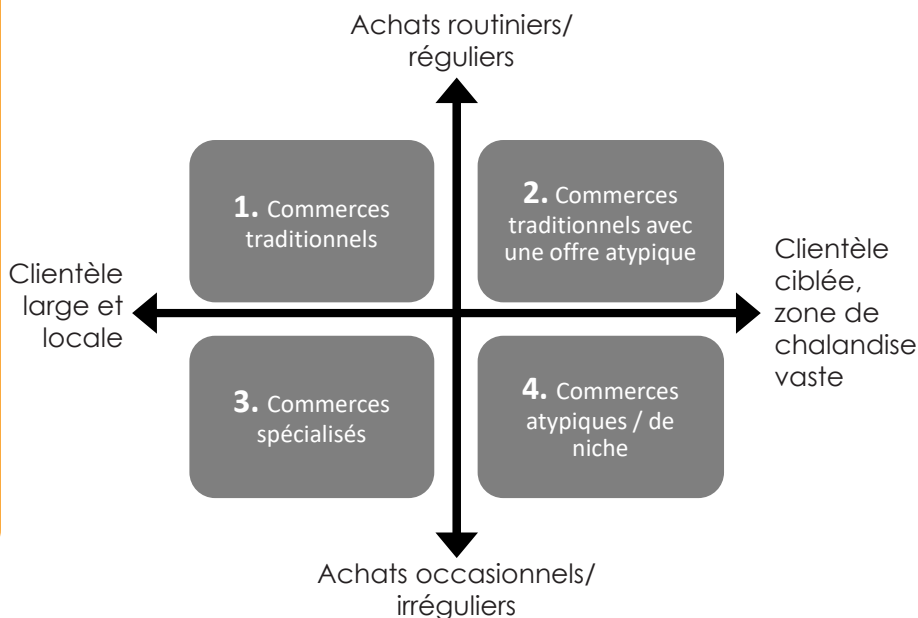 Achats routiniers/
réguliers
1. Commerces
traditionnels
2. Commerces
traditionnels avec
une offre atypique
Clientèle
large et
locale
Clientèle
ciblée,
zone de
chalandise
vaste
3. Commerces
spécialisés
4. Commerces
atypiques / de
niche
Achats occasionnels/
irréguliers